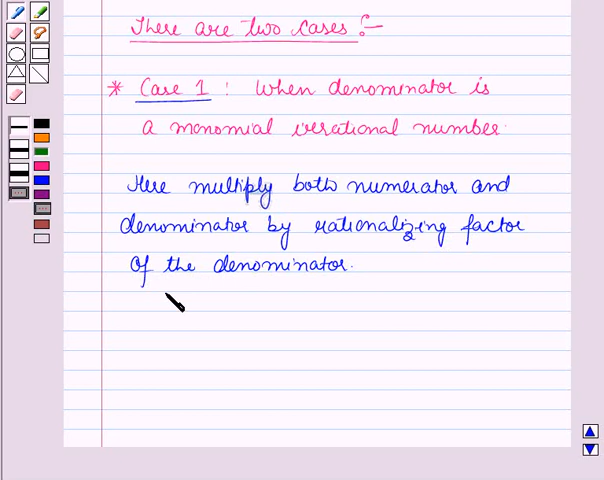 There are two cases :-
* Case 1 : When denominator is
a monomial irrational number.
Here multiply both numerator and
denominator by rationalizing factor
of the denominator.